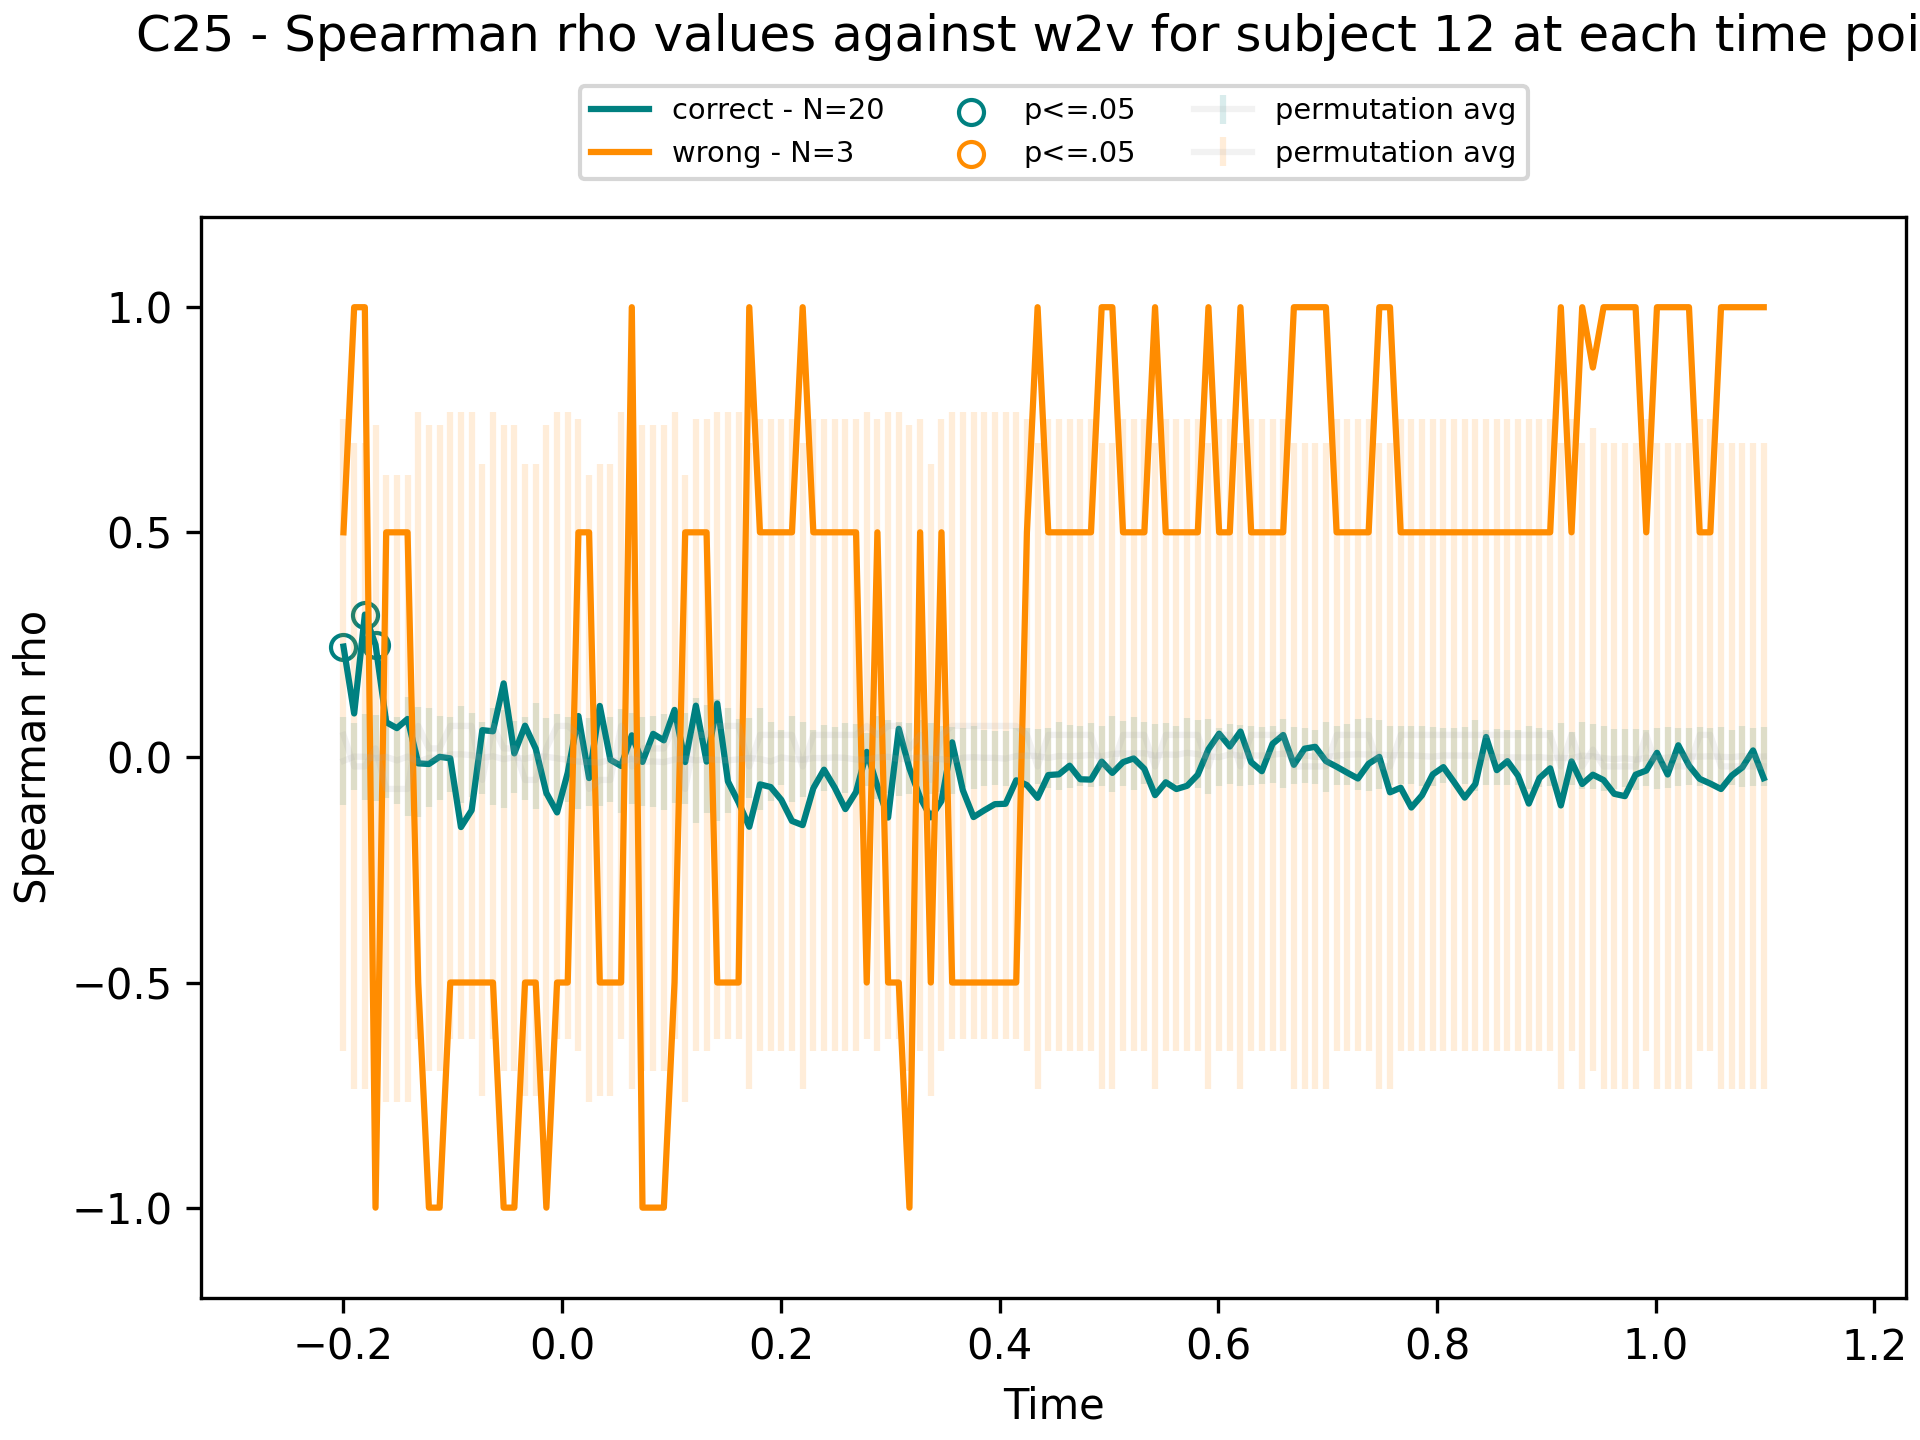 C25 - Spearman rho values against w2v for subject 12 at each time poi
correct - N=20
wrong - N=3
p<=.05
p<=.05
permutation avg
permutation avg
1.0
0.5
0.0
−0.5
−1.0
Spearman rho
−0.2 0.0 0.2 0.4 0.6 0.8 1.0 1.2
Time